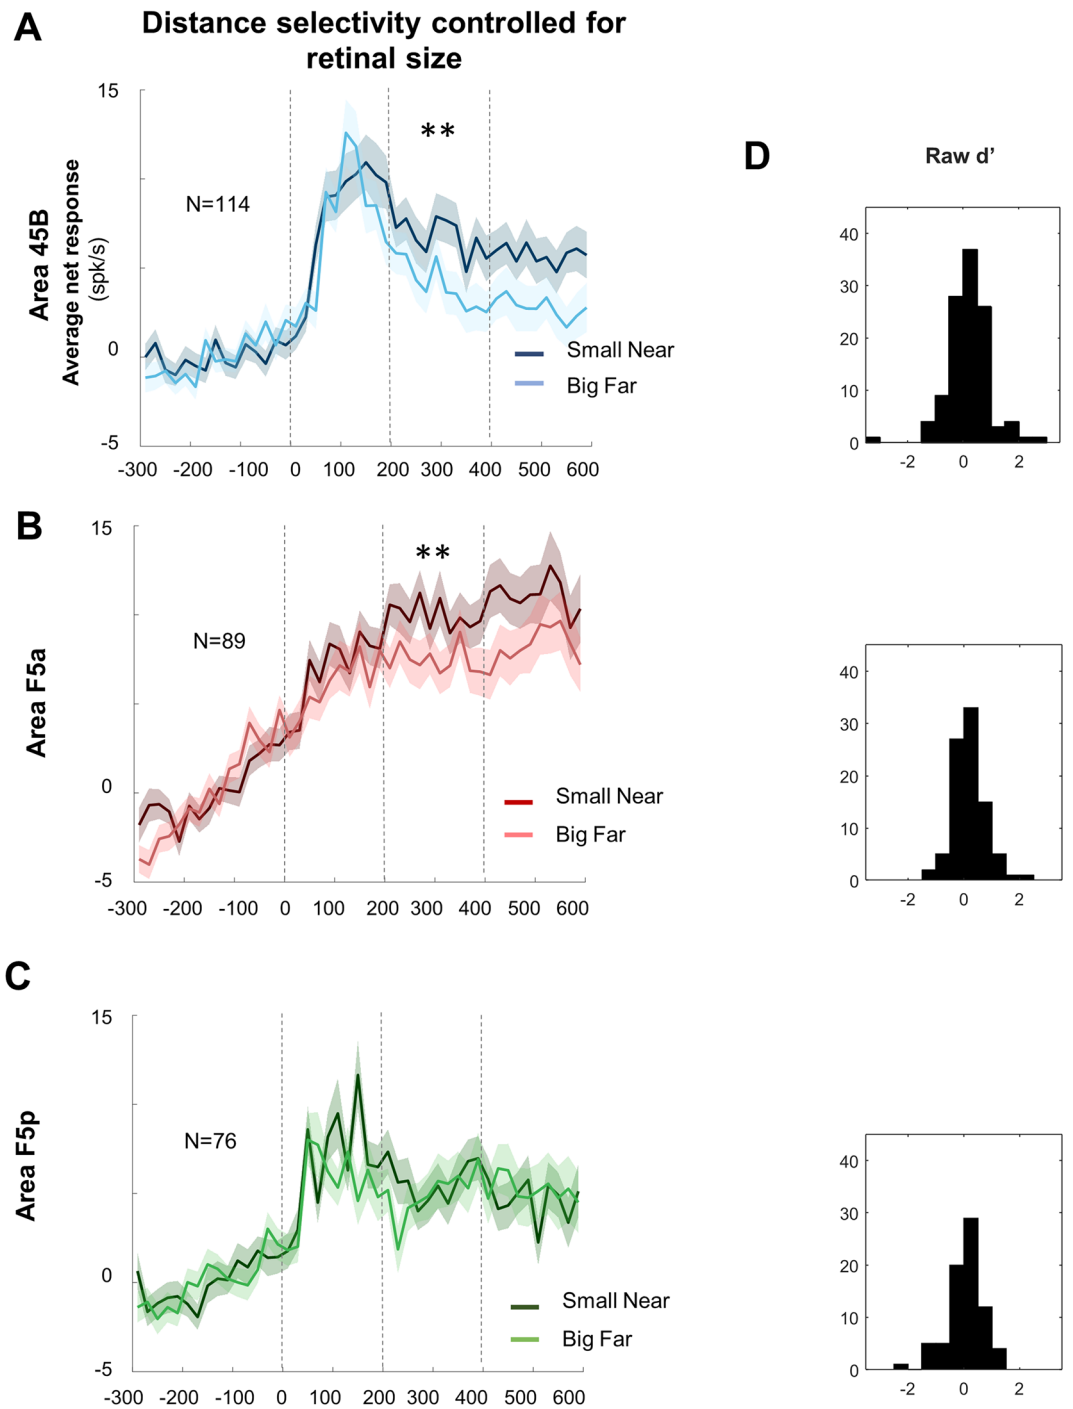 A
Distance selectivity controlled for
retinal size
Area 45B
Average net response
(spk/s)
15
0
-5
N=114
**
Small Near
Big Far
-300 -200 -100 0 100 200 300 400 500 600
D
Raw d’
40
30
20
10
0
-2 0 2
B
Area F5a
15
0
-5
N=89
**
Small Near
Big Far
-300 -200 -100 0 100 200 300 400 500 600
40
30
20
10
0
-2 0 2
C
Area F5p
15
0
-5
N=76
Small Near
Big Far
-300 -200 -100 0 100 200 300 400 500 600
40
30
20
10
0
-2 0 2